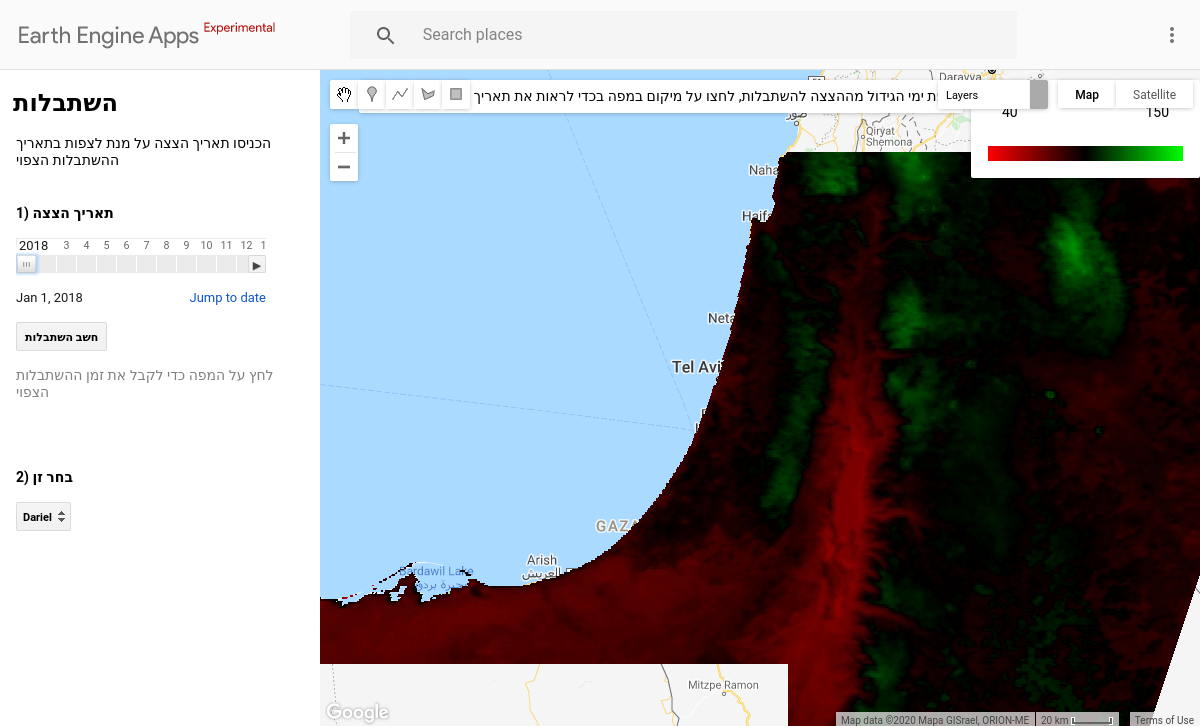 Earth Engine Apps Experimental
Search places
השתבלות
הכניסו תאריך הצצה על מנת לצפות בתאריך
ההשתבלות הצפוי
1) תאריך הצצה
2018 3 4 5 6 7 8 9 10 11 12 1
Jan 1, 2018 Jump to date
חשב השתבלות
לחץ על המפה כדי לקבל את זמן ההשתבלות
הצפוי
2) בחר זן
Dariel
ת ימי הגידול מההצצה להשתבלות, לחצו על מיקום במפה בכדי לראות את תאריך
Layers
Map
Satellite
40 150
Darayya
صور
Qiryat
Shemona
Naha
Haifa
Neta
Tel Avi
GAZA
Arish
العريش
Bardawil Lake
Mitzpe Ramon
Google
Map data ©2020 Mapa GISrael, ORION-ME
20 km
Terms of Use